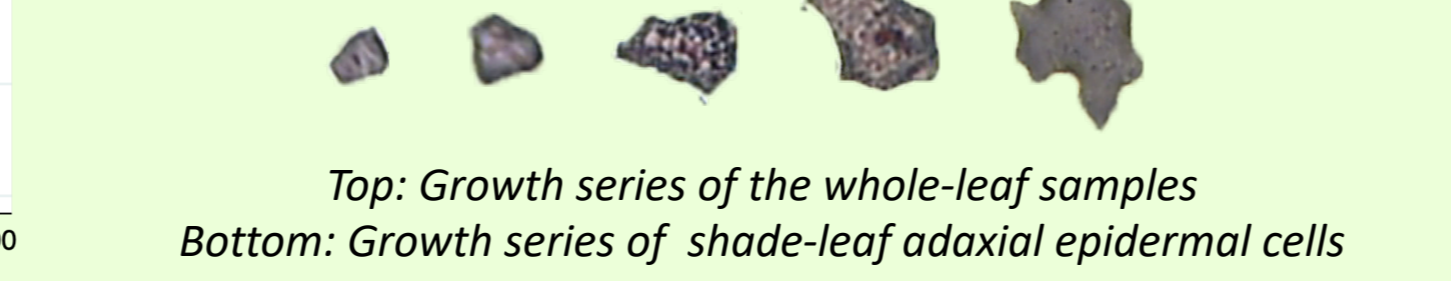 Top: Growth series of the whole-leaf samples
Bottom: Growth series of shade-leaf adaxial epidermal cells